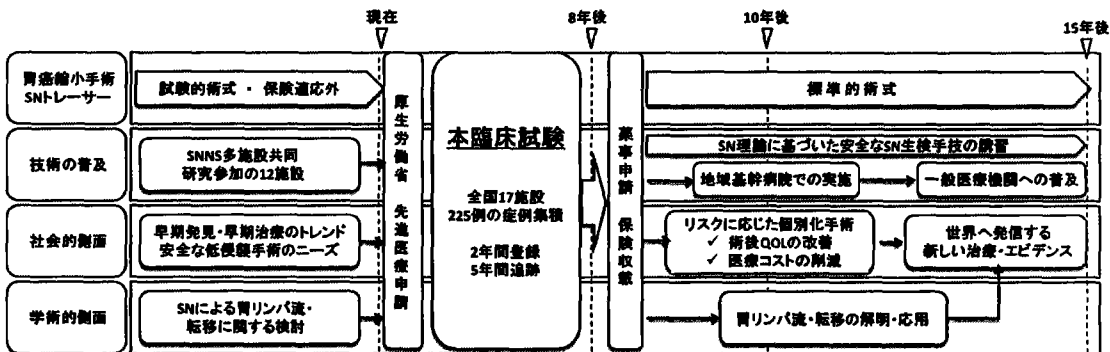 現在
8年後
10年後
15年後
胃癌縮小手術
SNトレーサー
試験的術式 ・ 保険適応外
標準的術式
技術の普及
SNNS多施設共同
研究参加の12施設
SN理論に基づいた安全なSN生検手技の講習
地域基幹病院での実施
一般医療機関への普及
社会的側面
早期発見・早期治療のトレンド
安全な低侵襲手術のニーズ
リスクに応じた個別化手術
✓ 術後QOLの改善
✓ 医療コストの削減
世界へ発信する
新しい治療・エビデンス
学術的側面
SNによる胃リンパ流・
転移に関する検討
胃リンパ流・転移の解明・応用
厚生労働省 先進医療申請
本臨床試験
全国17施設
225例の症例集積
2年間登録
5年間追跡
薬事申請 保険収載